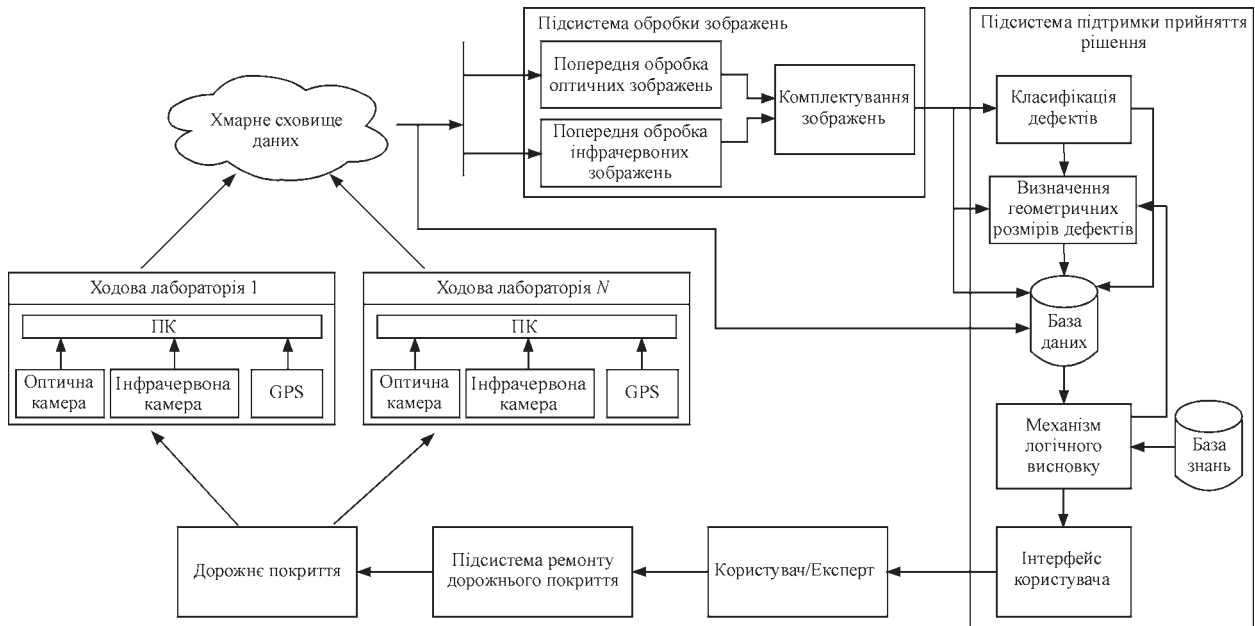 Підсистема обробки зображень
Підсистема підтримки прийняття
рішення
Попередня обробка
оптичних зображень
Попередня обробка
інфрачервоних
зображень
Комплектування
зображень
Класифікація
дефектів
Визначення
геометричних
розмірів дефектів
База
даних
Механізм
логічного
висновку
База
знань
Інтерфейс
користувача
Хмарне сховище
даних
Ходова лабораторія 1
ПК
Оптична
камера
Інфрачервона
камера
GPS
Ходова лабораторія N
ПК
Оптична
камера
Інфрачервона
камера
GPS
Дорожнє покриття
Підсистема ремонту
дорожнього покриття
Користувач/Експерт